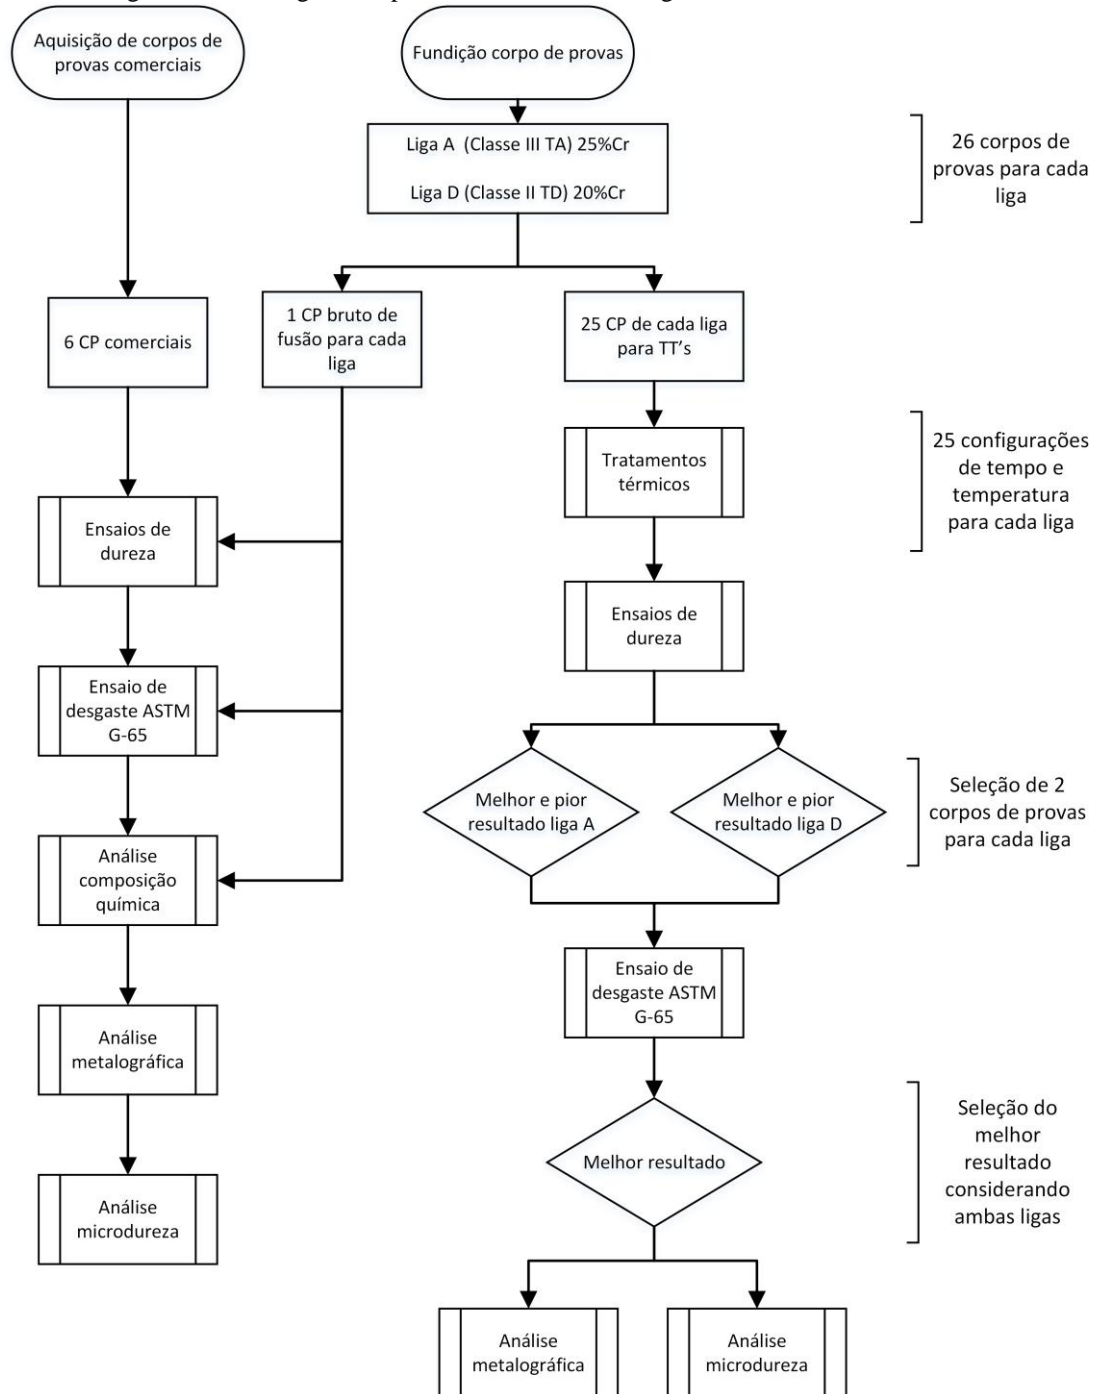 Aquisição de corpos de
provas comerciais
Fundição corpo de provas
Liga A  (Classe III TA) 25%Cr
Liga D (Classe II TD) 20%Cr
26 corpos de
provas para cada
liga
6 CP comerciais
1 CP bruto de
fusão para cada
liga
25 CP de cada liga
para TT's
Tratamentos
térmicos
25 configurações
de tempo e
temperatura
para cada liga
Ensaios de
dureza
Ensaios de
dureza
Ensaio de
desgaste ASTM
G-65
Melhor e pior
resultado liga A
Melhor e pior
resultado liga D
Seleção de 2
corpos de provas
para cada liga
Análise
composição
química
Ensaio de
desgaste ASTM
G-65
Análise
metalográfica
Melhor resultado
Seleção do
melhor
resultado
considerando
ambas ligas
Análise
microdureza
Análise
metalográfica
Análise
microdureza